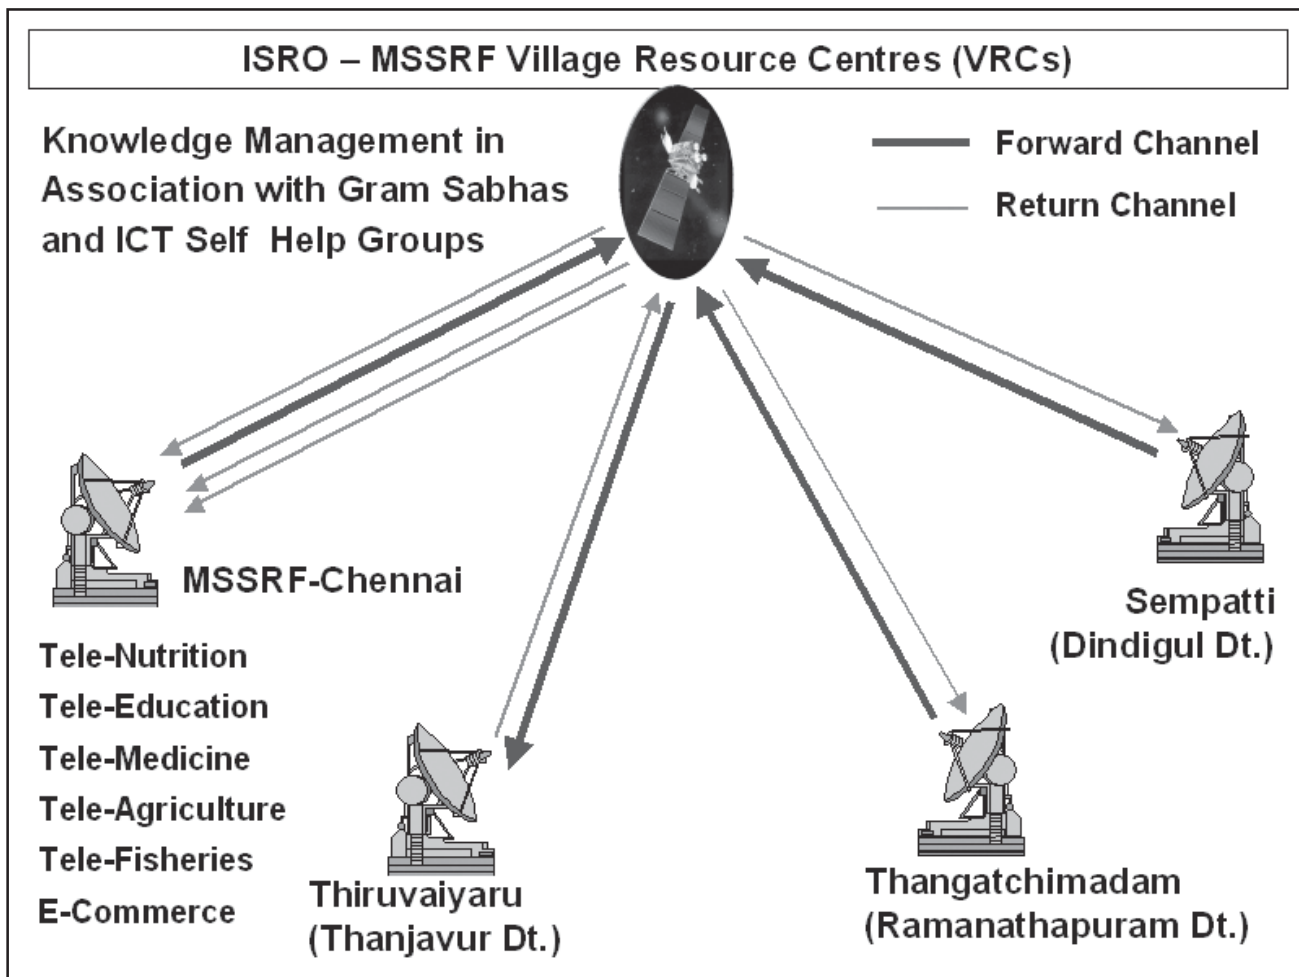 ISRO – MSSRF Village Resource Centres (VRCs)
Knowledge Management in
Association with Gram Sabhas
and ICT Self Help Groups
Forward Channel
Return Channel
MSSRF-Chennai
Tele-Nutrition
Tele-Education
Tele-Medicine
Tele-Agriculture
Tele-Fisheries
E-Commerce
Thiruvaiyaru
(Thanjavur Dt.)
Thangatchimadam
(Ramanathapuram Dt.)
Sempatti
(Dindigul Dt.)